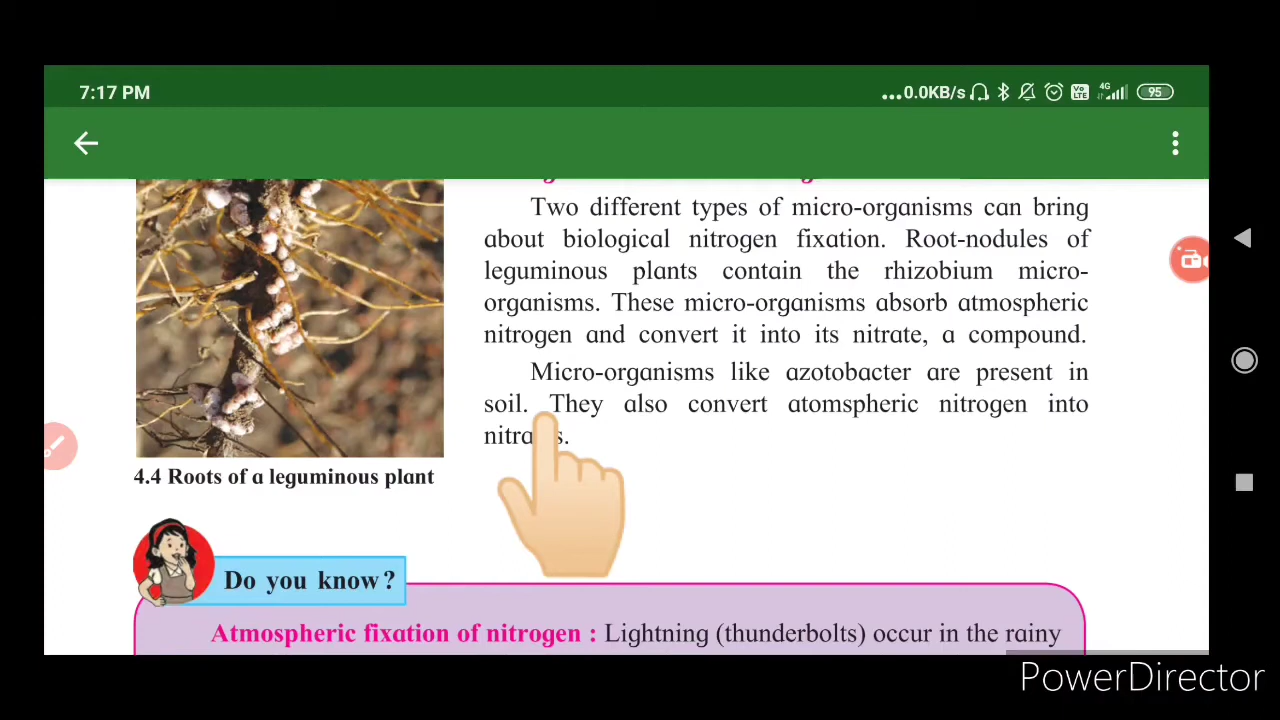 7:17 PM
...0.0KB/s
Vo LTE
4G
95
Two different types of micro-organisms can bring
about biological nitrogen fixation. Root-nodules of
leguminous plants contain the rhizobium micro-
organisms. These micro-organisms absorb atmospheric
nitrogen and convert it into its nitrate, a compound.
Micro-organisms like azotobacter are present in
soil. They also convert atomspheric nitrogen into
4.4 Roots of a leguminous plant
Do you know?
Atmospheric fixation of nitrogen : Lightning (thunderbolts) occur in the rainy
PowerDirector